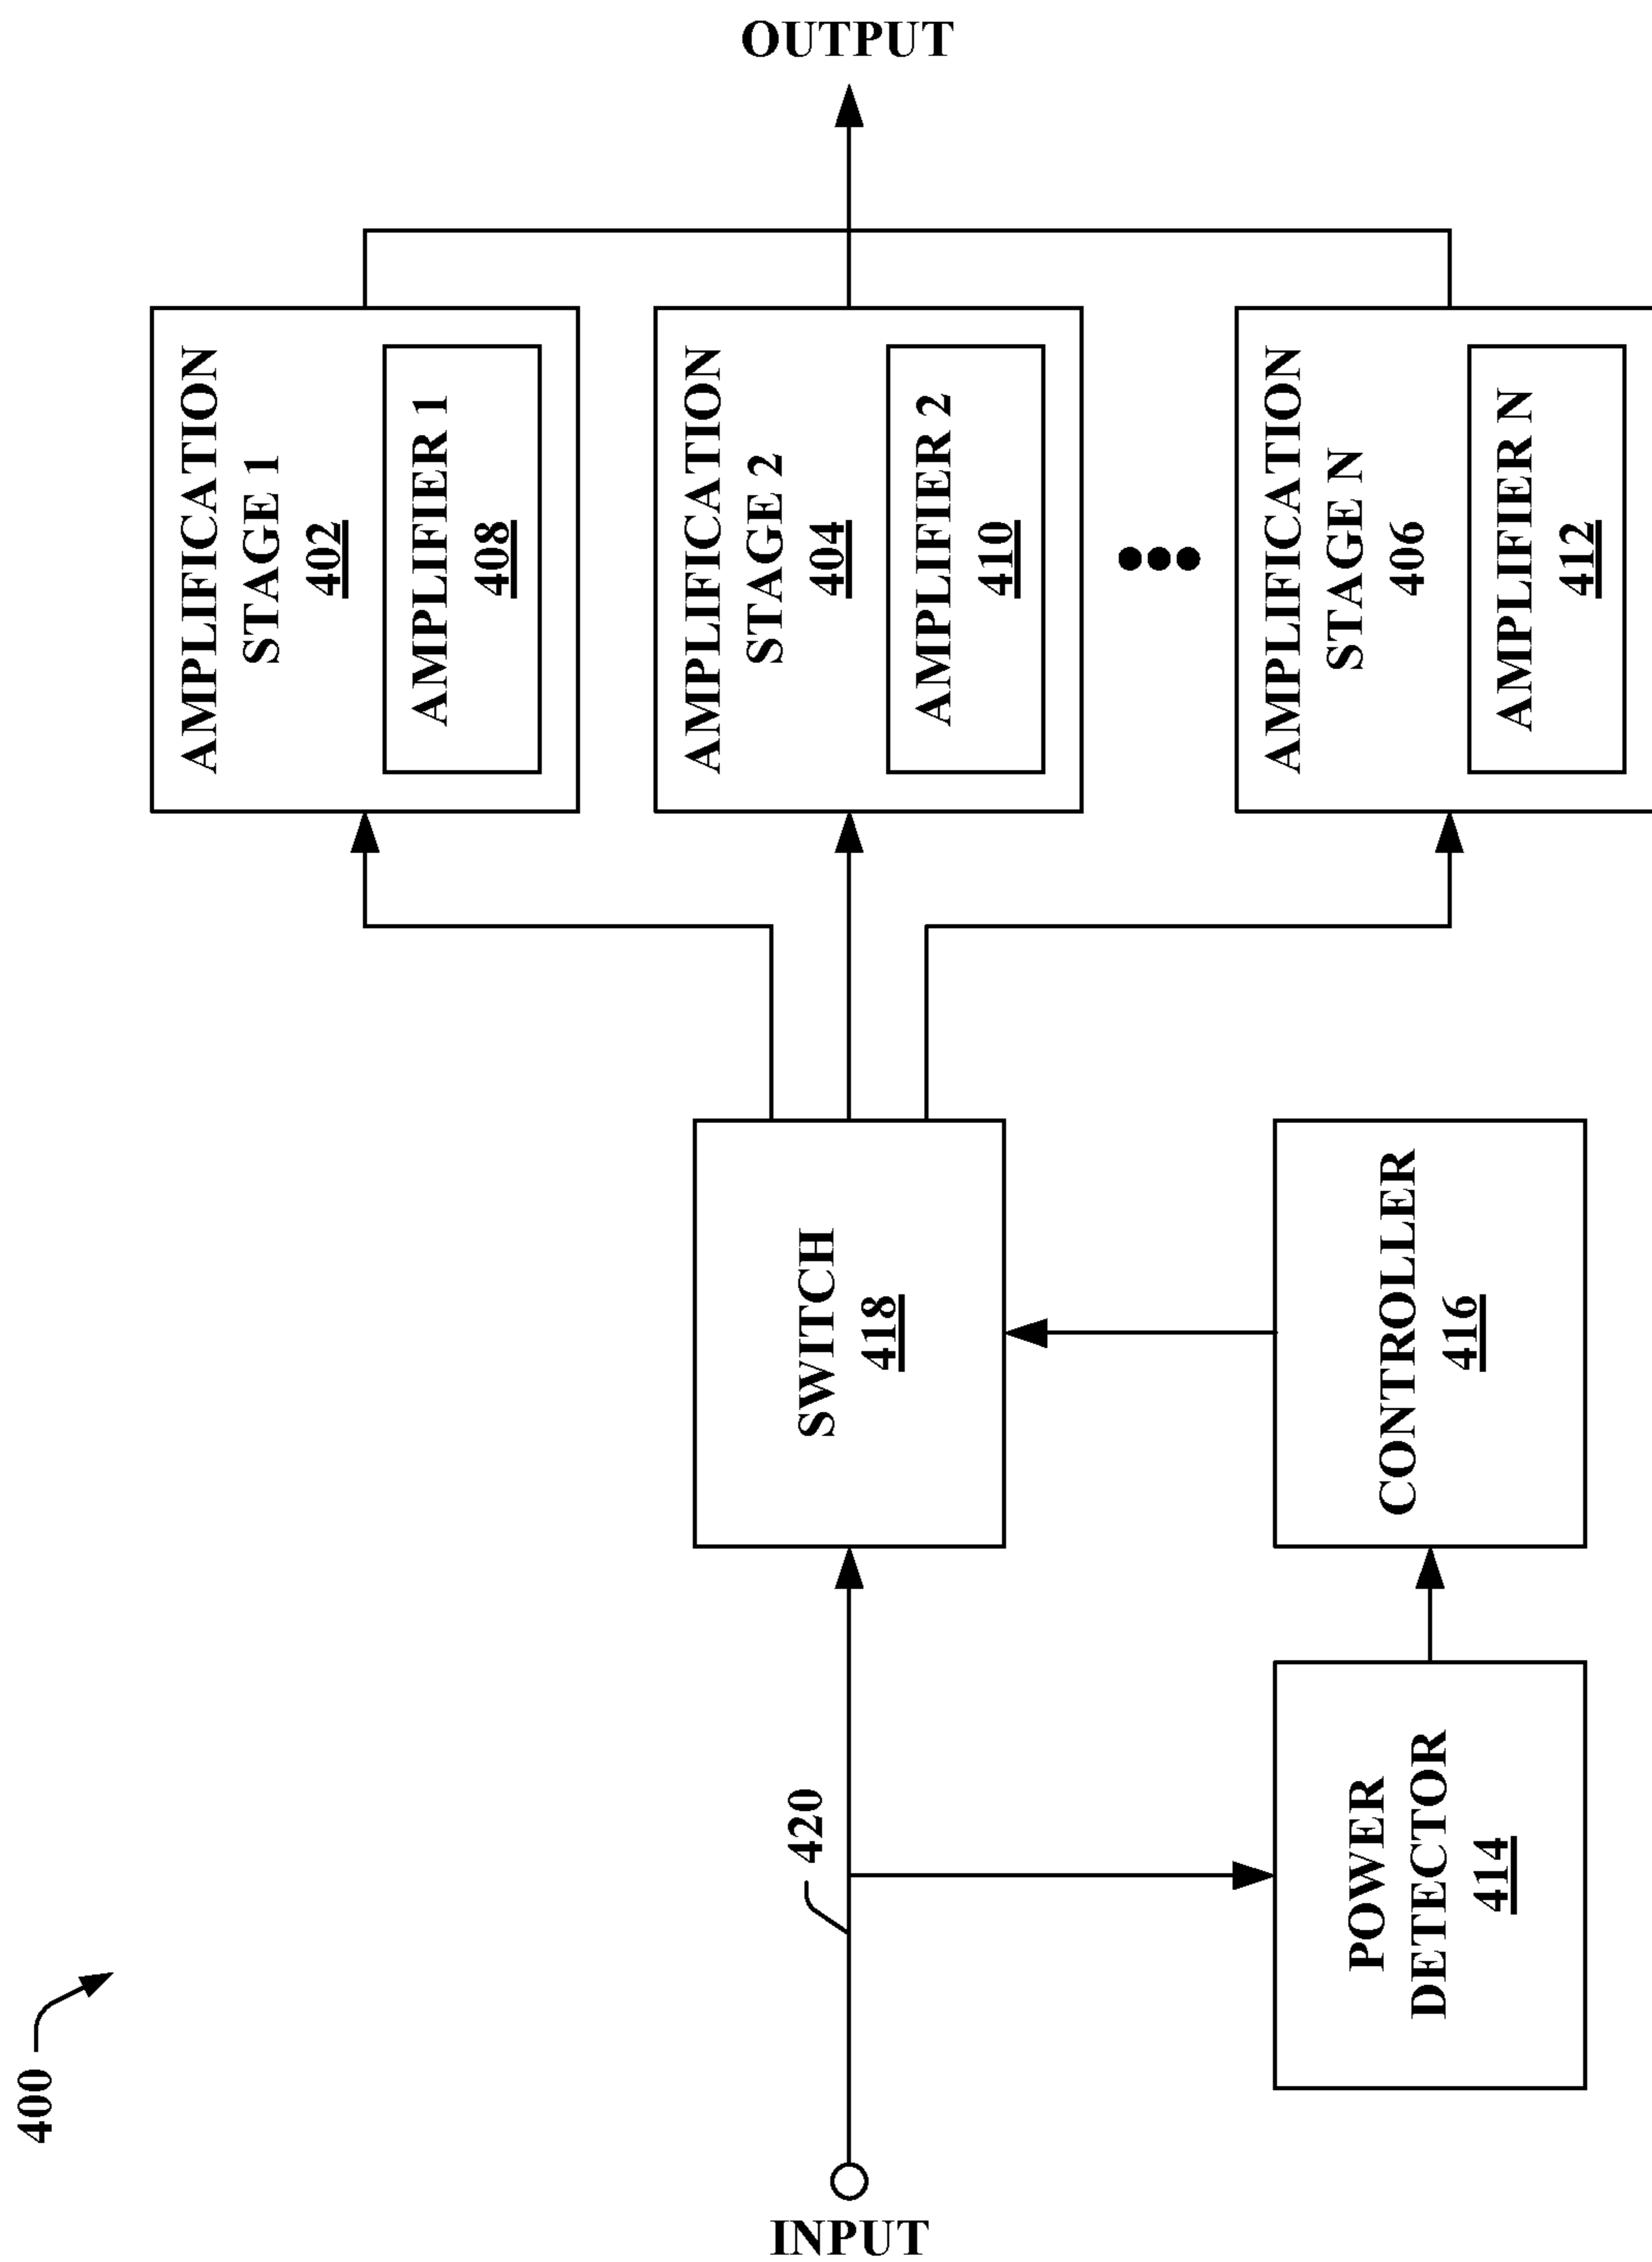 400
INPUT
420
POWER
DETECTOR
414
SWITCH
418
CONTROLLER
416
AMPLIFICATION
STAGE 1
402
AMPLIFIER 1
408
AMPLIFICATION
STAGE 2
404
AMPLIFIER 2
410
AMPLIFICATION
STAGE N
406
AMPLIFIER N
412
OUTPUT